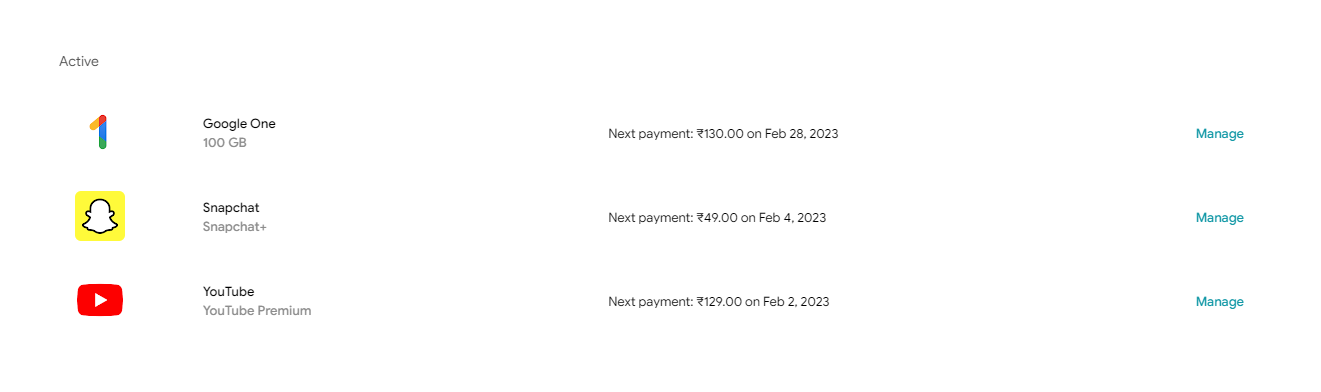 Active
Google One
100 GB
Next payment: ₹130.00 on Feb 28, 2023
Manage
Snapchat
Snapchat+
Next payment: ₹49.00 on Feb 4, 2023
Manage
YouTube
YouTube Premium
Next payment: ₹129.00 on Feb 2, 2023
Manage